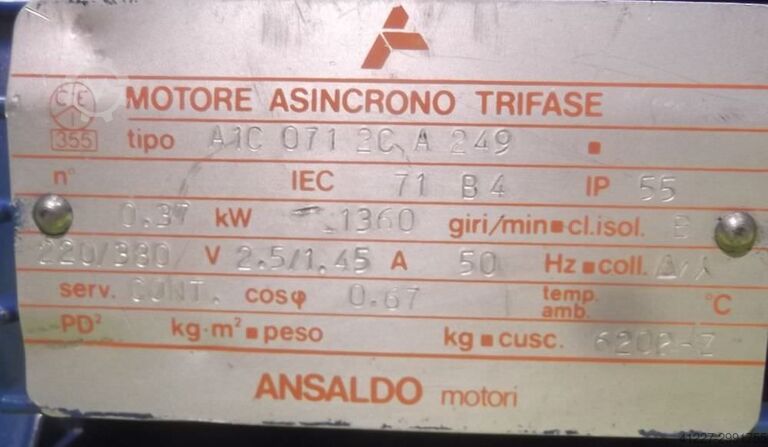 C E I
355
MOTORE ASINCRONO TRIFASE
tipo A1C 071 2C A 249
n° IEC 71 B4 IP 55
0.37 kW 1360 giri/min ■ cl.isol. B
220/380 V 2.5/1.45 A 50 Hz ■ coll. Δ/⅄
serv. CONT. cosφ 0.67 temp. amb. °C
PD² kg·m² ■ peso kg ■ cusc. 6202-Z
ANSALDO motori